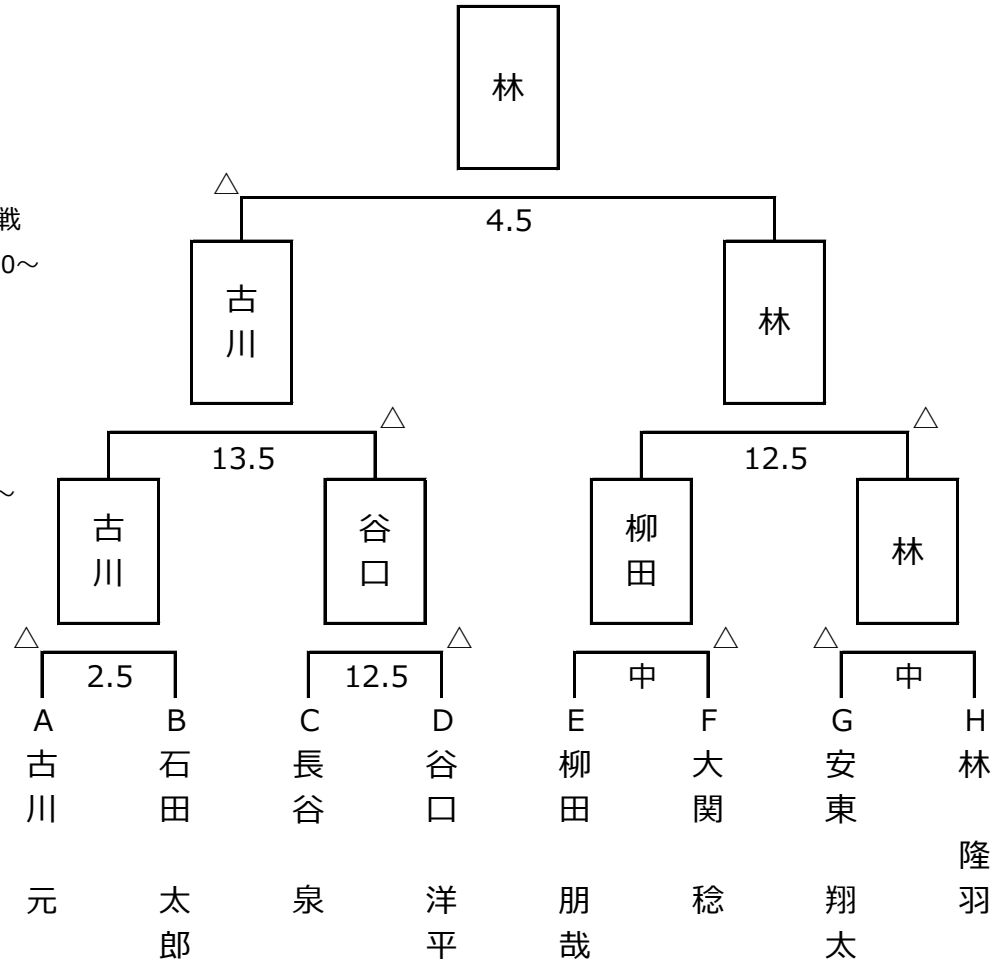 林
△
戦
4.5
0～
古川
林
△
△
13.5
12.5
～
古川
谷口
柳田
林
△
△
△
△
2.5
12.5
中
中
A
B
C
D
E
F
G
H
古川 元
石田 太郎
長谷 泉
谷口 洋平
柳田 朋哉
大関 稔
安東 翔太
林 隆羽